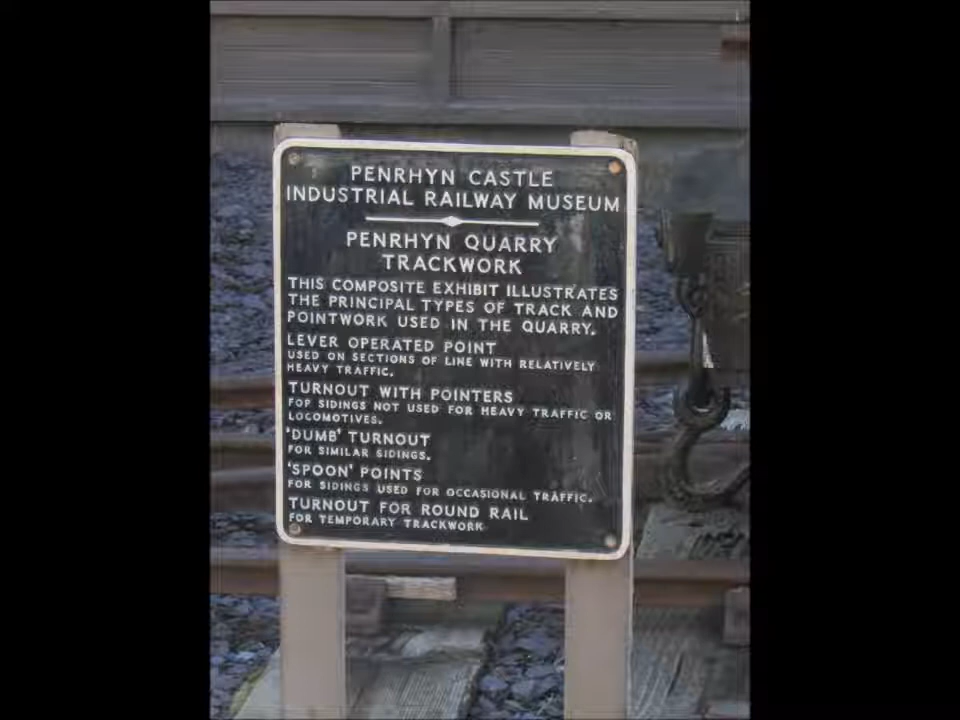 PENRHYN CASTLE
INDUSTRIAL RAILWAY MUSEUM
PENRHYN QUARRY
TRACKWORK
THIS COMPOSITE EXHIBIT ILLUSTRATES
THE PRINCIPAL TYPES OF TRACK AND
POINTWORK USED IN THE QUARRY.
LEVER OPERATED POINT
USED ON SECTIONS OF LINE WITH RELATIVELY
HEAVY TRAFFIC.
TURNOUT WITH POINTERS
FOR SIDINGS NOT USED FOR HEAVY TRAFFIC OR
LOCOMOTIVES.
'DUMB' TURNOUT
FOR SIMILAR SIDINGS.
'SPOON' POINTS
FOR SIDINGS USED FOR OCCASIONAL TRAFFIC.
TURNOUT FOR ROUND RAIL
FOR TEMPORARY TRACKWORK